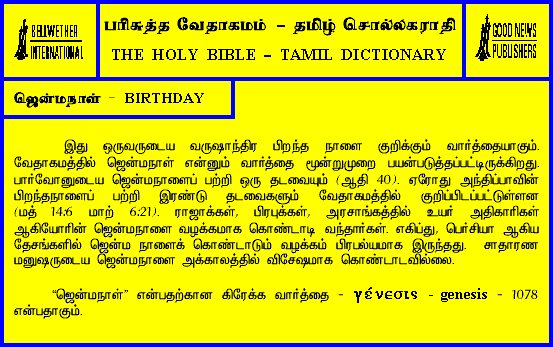 BELLWETHER
INTERNATIONAL
பரிசுத்த வேதாகமம் – தமிழ் சொல்லகராதி
THE HOLY BIBLE – TAMIL DICTIONARY
GOOD NEWS
PUBLISHERS
ஜென்மநாள் - BIRTHDAY
இது ஒருவருடைய வருஷாந்திர பிறந்த நாளை குறிக்கும் வார்த்தையாகும்.
வேதாகமத்தில் ஜென்மநாள் என்னும் வார்த்தை மூன்றுமுறை பயன்படுத்தப்பட்டிருக்கிறது.
பார்வோனுடைய ஜென்மநாளைப் பற்றி ஒரு தடவையும் (ஆதி 40). ஏரோது அந்திப்பாவின்
பிறந்தநாளைப் பற்றி இரண்டு தடவைகளும் வேதாகமத்தில் குறிப்பிடப்பட்டுள்ளன
(மத் 14:6 மாற் 6:21). ராஜாக்கள், பிரபுக்கள், அரசாங்கத்தில் உயர் அதிகாரிகள்
ஆகியோரின் ஜென்மநாளை வழக்கமாக கொண்டாடி வந்தார்கள். எகிப்து, பெர்சியா ஆகிய
தேசங்களில் ஜென்ம நாளைக் கொண்டாடும் வழக்கம் பிரபல்யமாக இருந்தது. சாதாரண
மனுஷருடைய ஜென்மநாளை அக்காலத்தில் விசேஷமாக கொண்டாடவில்லை.
“ஜென்மநாள்” என்பதற்கான கிரேக்க வார்த்தை - γένεσις - genesis - 1078
என்பதாகும்.